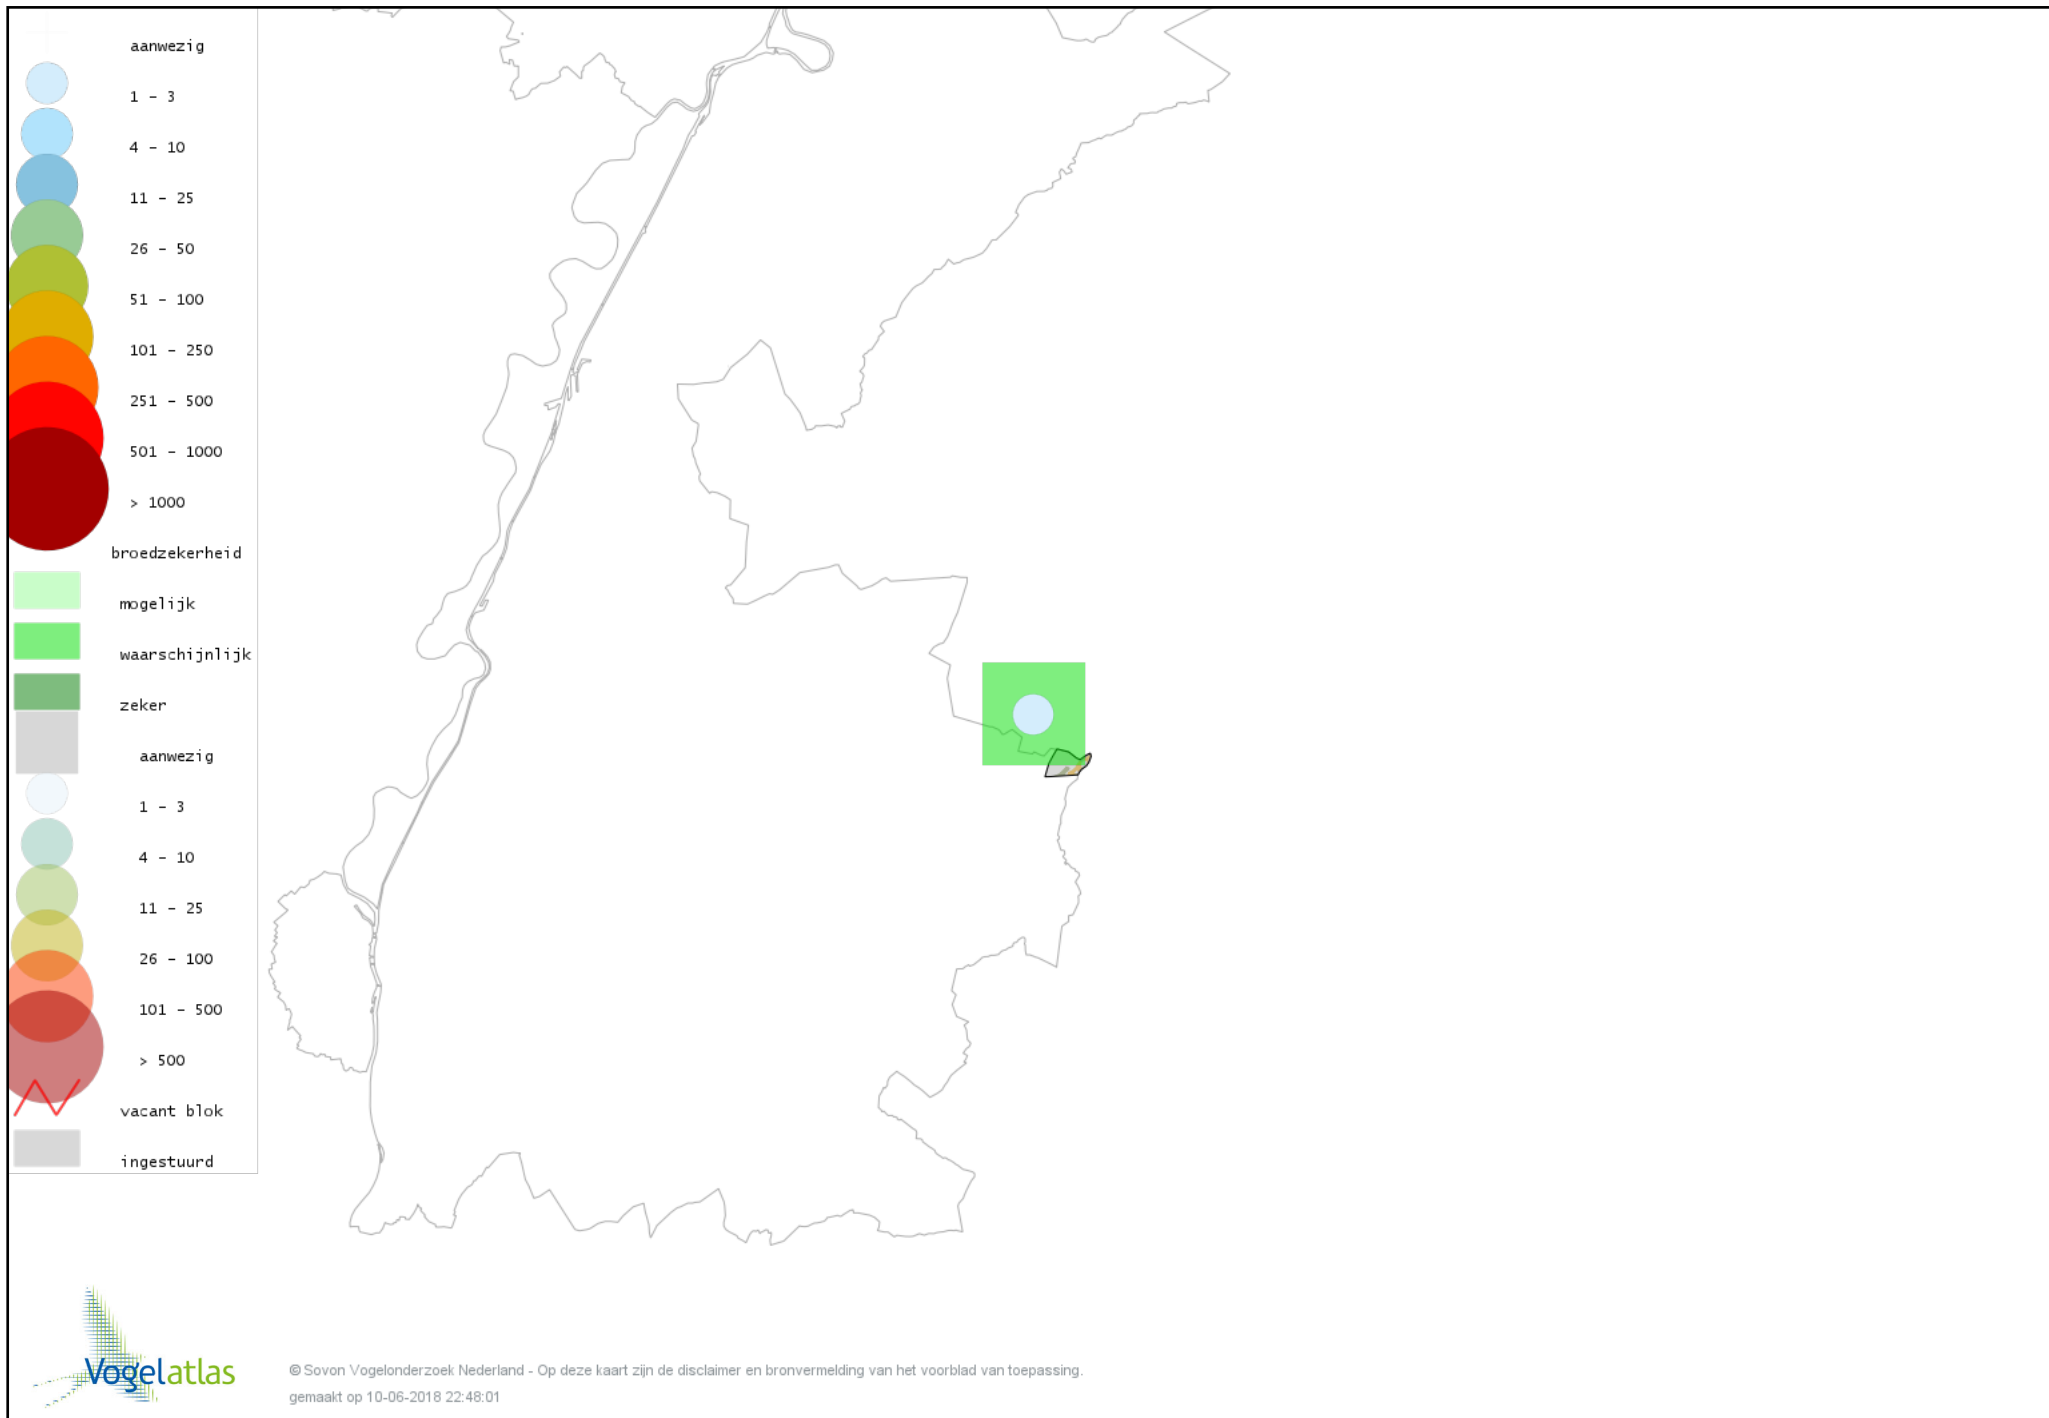 aanwezig
1 - 3
4 - 10
11 - 25
26 - 50
51 - 100
101 - 250
251 - 500
501 - 1000
> 1000
broedzekerheid
mogelijk
waarschijnlijk
zeker
aanwezig
1 - 3
4 - 10
11 - 25
26 - 100
101 - 500
> 500
vacant blok
ingestuurd
Vogelatlas
© Sovon Vogelonderzoek Nederland - Op deze kaart zijn de disclaimer en bronvermelding van het voorblad van toepassing.
gemaakt op 10-06-2018 22:48:01